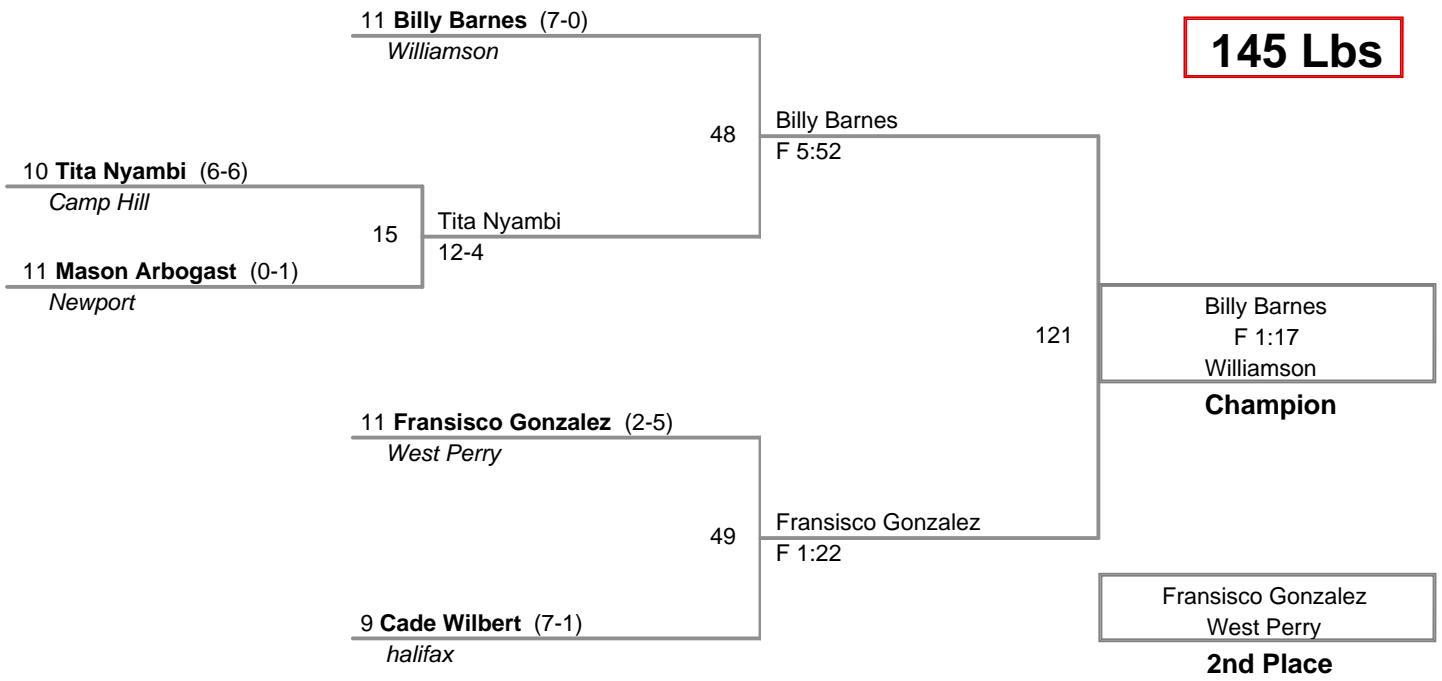 11 Billy Barnes (7-0)
Williamson
145 Lbs
48
Billy Barnes
F 5:52
10 Tita Nyambi (6-6)
Camp Hill
15
Tita Nyambi
12-4
11 Mason Arbogast (0-1)
Newport
121
Billy Barnes
F 1:17
Williamson
Champion
11 Fransisco Gonzalez (2-5)
West Perry
49
Fransisco Gonzalez
F 1:22
9 Cade Wilbert (7-1)
halifax
Fransisco Gonzalez
West Perry
2nd Place